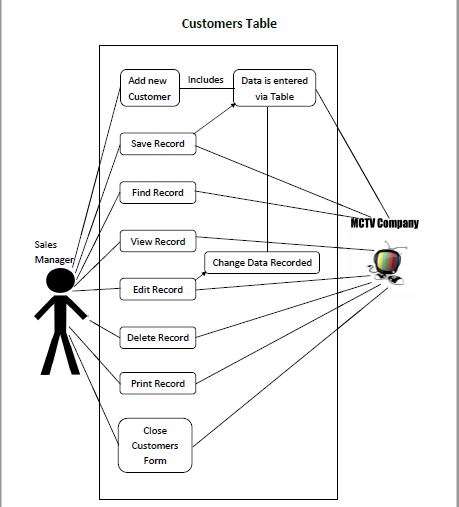 Customers Table
Add new
Customer
Includes
Data is entered
via Table
Save Record
Find Record
MCTV Company
View Record
Sales
Manager
Change Data Recorded
Edit Record
Delete Record
Print Record
Close
Customers
Form